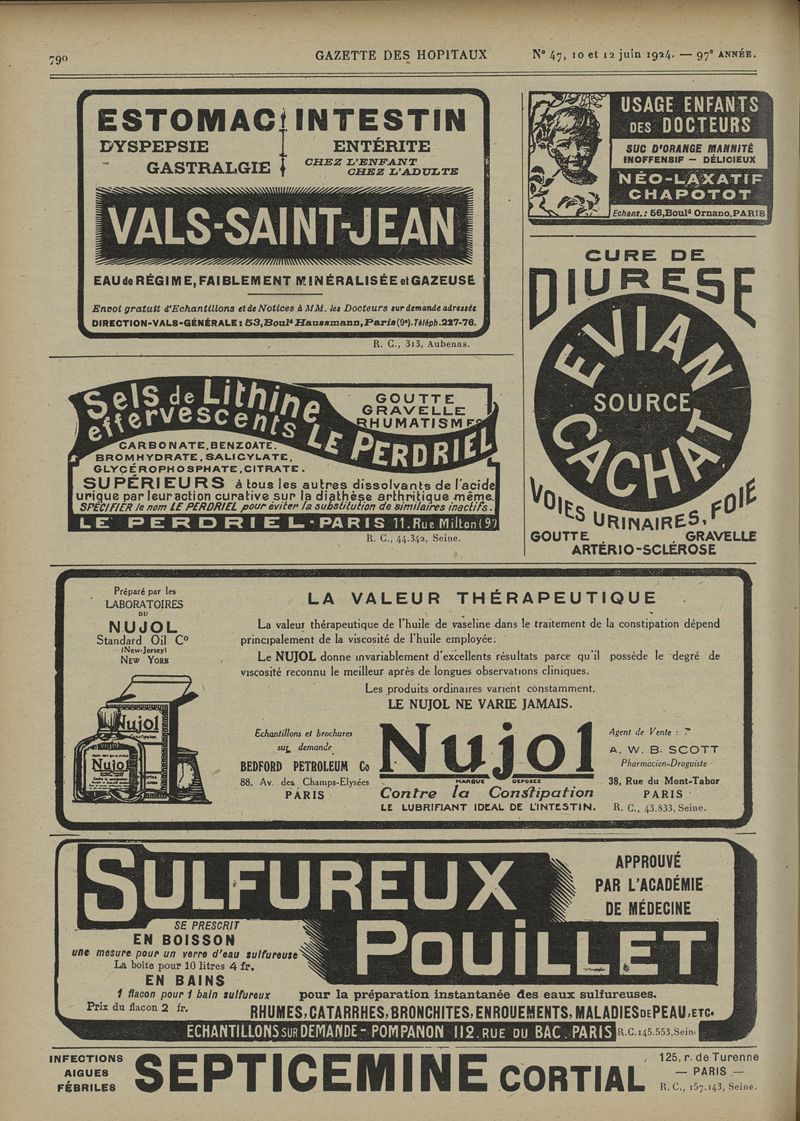 790
GAZETTE DES HOPITAUX
N° 47, 10 et 12 juin 1924. — 97e ANNÉE.
ESTOMAC
DYSPEPSIE
GASTRALGIE
INTESTIN
ENTÉRITE
CHEZ L'ENFANT
CHEZ L'ADULTE
VALS-SAINT-JEAN
EAU de RÉGIME, FAIBLEMENT MINÉRALISÉE et GAZEUSE
Envoi gratuit d'Echantillons et de Notices à MM. les Docteurs sur demande adressée
DIRECTION-VALS-GÉNÉRALE: 53, Boulᵈ Haussmann, Paris (9ᵉ). Téléph. 227-76.
R. C., 313, Aubenas.
USAGE ENFANTS
DES DOCTEURS
SUC D'ORANGE MANNITÉ
INOFFENSIF — DÉLICIEUX
NÉO-LAXATIF
CHAPOTOT
Echant.: 56, Boulᵈ Ornano, PARIS
CURE DE
DIURESE
EVIAN
SOURCE
CACHAT
VOIES URINAIRES, FOIE
GOUTTE GRAVELLE
ARTÉRIO-SCLÉROSE
Sels de Lithine
effervescents LE PERDRIEL
GOUTTE
GRAVELLE
RHUMATISME
CARBONATE, BENZOATE.
BROMHYDRATE, SALICYLATE,
GLYCÉROPHOSPHATE, CITRATE.
SUPÉRIEURS à tous les autres dissolvants de l'acide
urique par leur action curative sur la diathèse arthritique même.
SPÉCIFIER le nom LE PERDRIEL pour éviter la substitution de similaires inactifs.
LE PERDRIEL - PARIS 11. Rue Milton (9ᵉ)
R. C., 44.342, Seine.
Préparé par les
LABORATOIRES
DU
NUJOL
Standard Oil C°
(New-Jersey)
NEW YORK
LA VALEUR THÉRAPEUTIQUE
La valeur thérapeutique de l'huile de vaseline dans le traitement de la constipation dépend
principalement de la viscosité de l'huile employée.
Le NUJOL donne invariablement d'excellents résultats parce qu'il possède le degré de
viscosité reconnu le meilleur après de longues observations cliniques.
Les produits ordinaires varient constamment.
LE NUJOL NE VARIE JAMAIS.
Nujol
Constipation
Nujol
Echantillons et brochures
sur demande
BEDFORD PETROLEUM Co
88, Av. des Champs-Elysées
PARIS
Nujol
MARQUE DÉPOSÉE
Contre la Constipation
LE LUBRIFIANT IDEAL DE L'INTESTIN.
Agent de Vente :
A. W. B. SCOTT
Pharmacien-Droguiste
38, Rue du Mont-Tabor
PARIS
R. C., 43.833, Seine.
SULFUREUX
POUILLET
APPROUVÉ
PAR L'ACADÉMIE
DE MÉDECINE
SE PRESCRIT
EN BOISSON
une mesure pour un verre d'eau sulfureuse
La boîte pour 10 litres 4 fr.
EN BAINS
1 flacon pour 1 bain sulfureux
Prix du flacon 2 fr.
pour la préparation instantanée des eaux sulfureuses.
RHUMES, CATARRHES, BRONCHITES, ENROUEMENTS, MALADIES DE PEAU, ETC.
ÉCHANTILLONS SUR DEMANDE - POMPANON 112. RUE DU BAC. PARIS R.C. 145.553, Sein.
INFECTIONS
AIGUES
FÉBRILES
SEPTICEMINE CORTIAL
125, r. de Turenne
— PARIS —
R. C., 157.143, Seine.